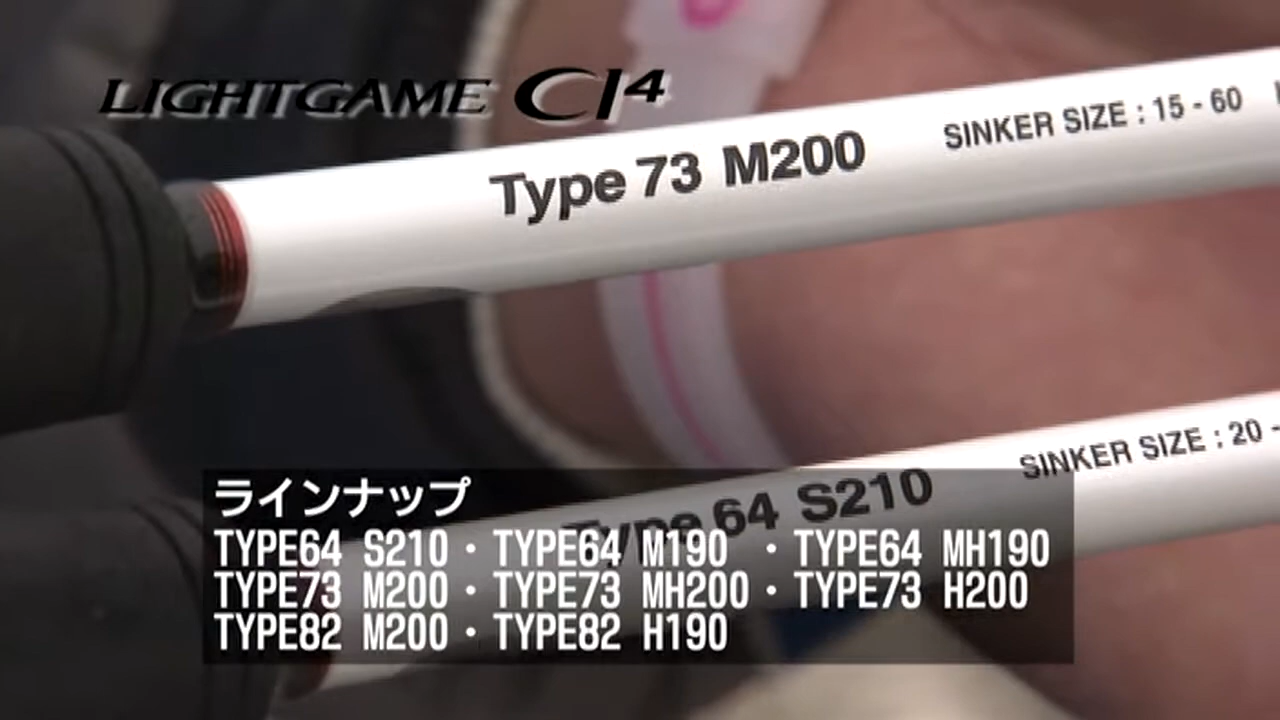 LIGHTGAME CI4
Type 73 M200
SINKER SIZE : 15 - 60
Type 64 S210
SINKER SIZE : 20 -
ラインナップ
TYPE64 S210・TYPE64 M190 ・TYPE64 MH190
TYPE73 M200・TYPE73 MH200・TYPE73 H200
TYPE82 M200・TYPE82 H190